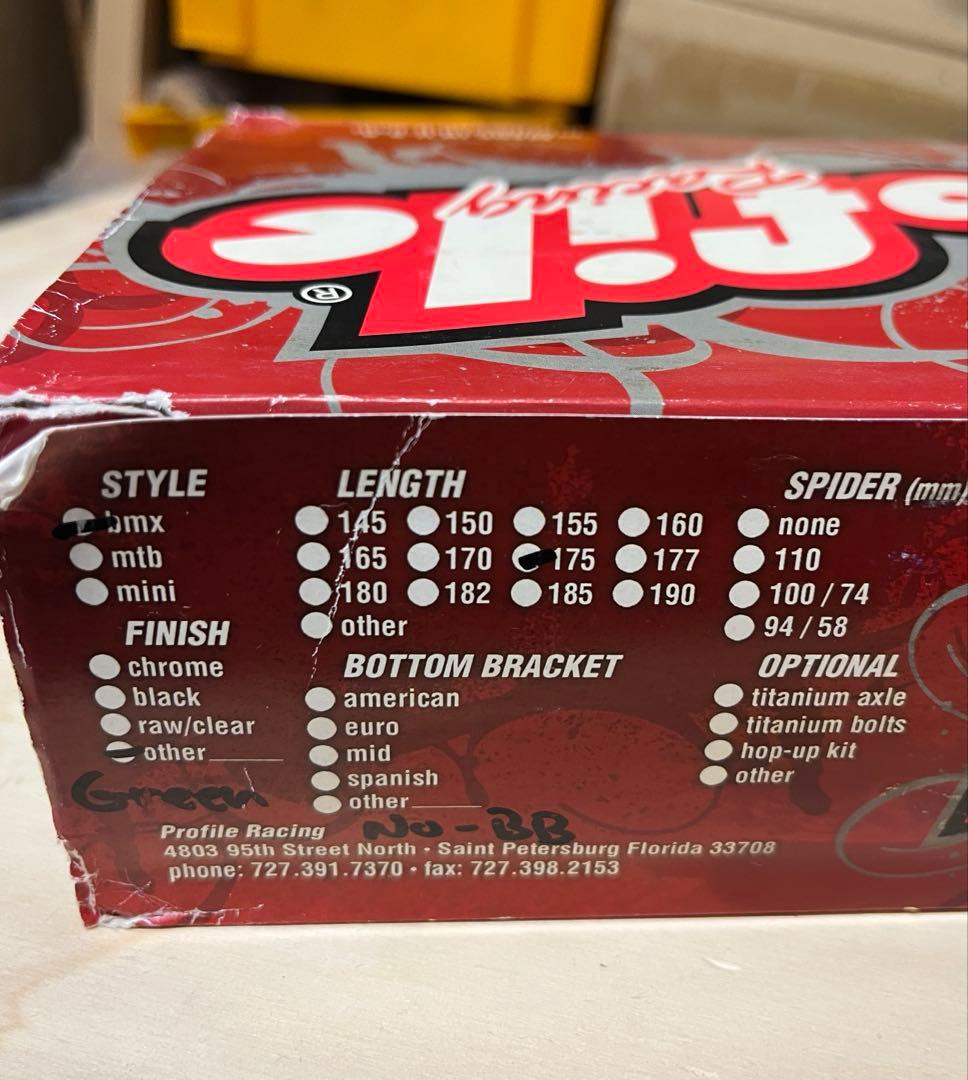 Profile
Racing
®
STYLE
bmx
mtb
mini
FINISH
chrome
black
raw/clear
other
Green
LENGTH
145 150 155 160
165 170 175 177
180 182 185 190
other
BOTTOM BRACKET
american
euro
mid
spanish
other
No-BB
SPIDER (mm)
none
110
100 / 74
94 / 58
OPTIONAL
titanium axle
titanium bolts
hop-up kit
other
Profile Racing
4803 95th Street North • Saint Petersburg Florida 33708
phone: 727.391.7370 • fax: 727.398.2153